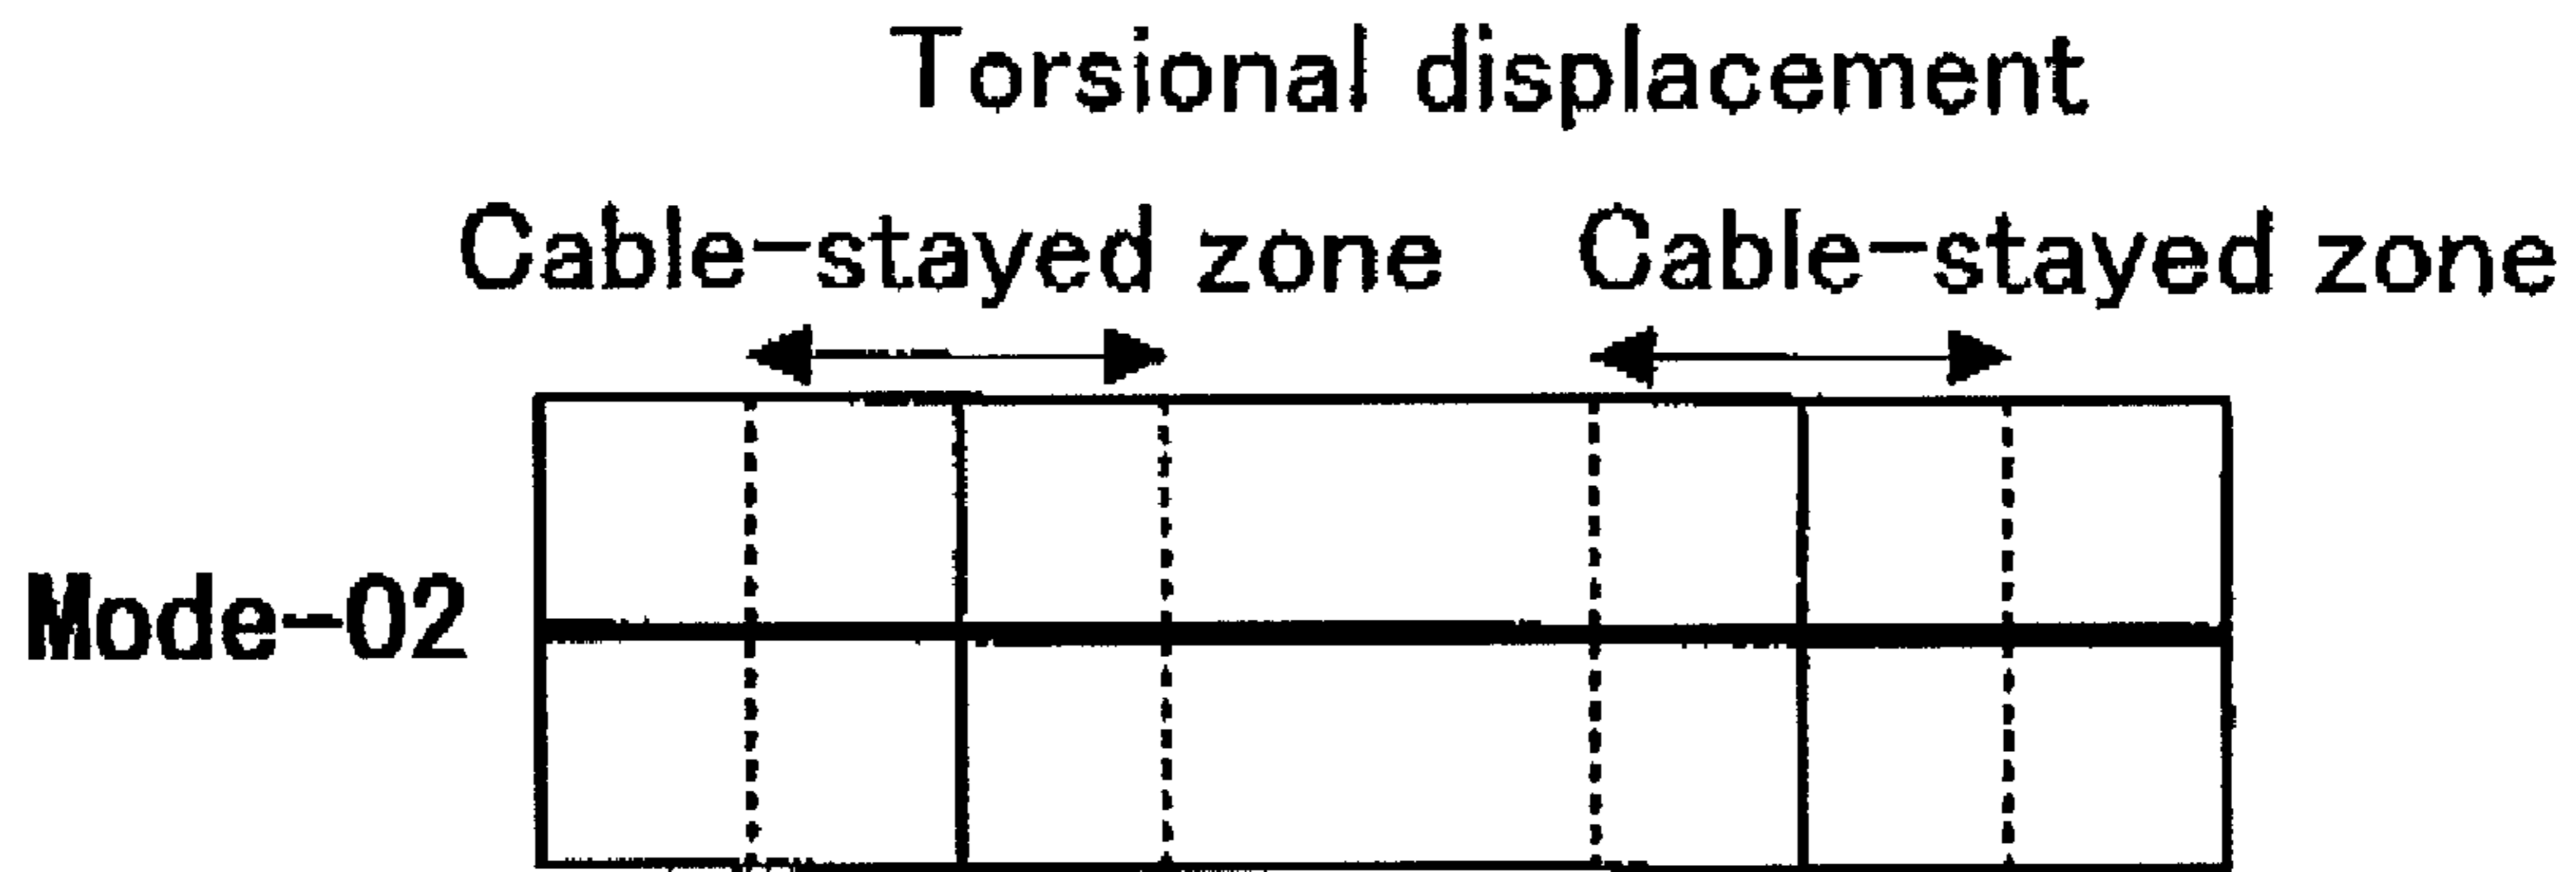 Torsional displacement
Cable-stayed zone Cable-stayed zone
Mode-02